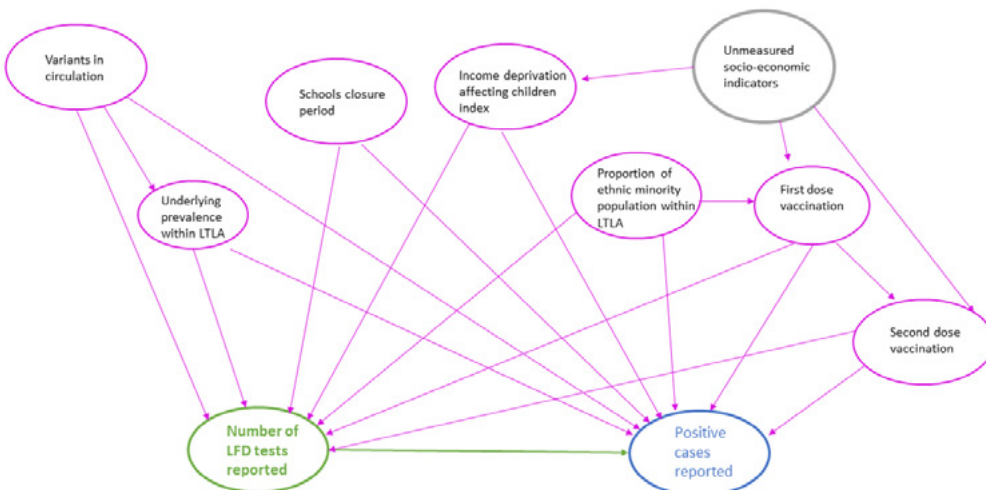 Variants in
circulation
Schools closure
period
Income deprivation
affecting children
index
Unmeasured
socio-economic
indicators
Underlying
prevalence
within LTLA
Proportion of
ethnic minority
population within
LTLA
First dose
vaccination
Second dose
vaccination
Number of
LFD tests
reported
Positive
cases
reported